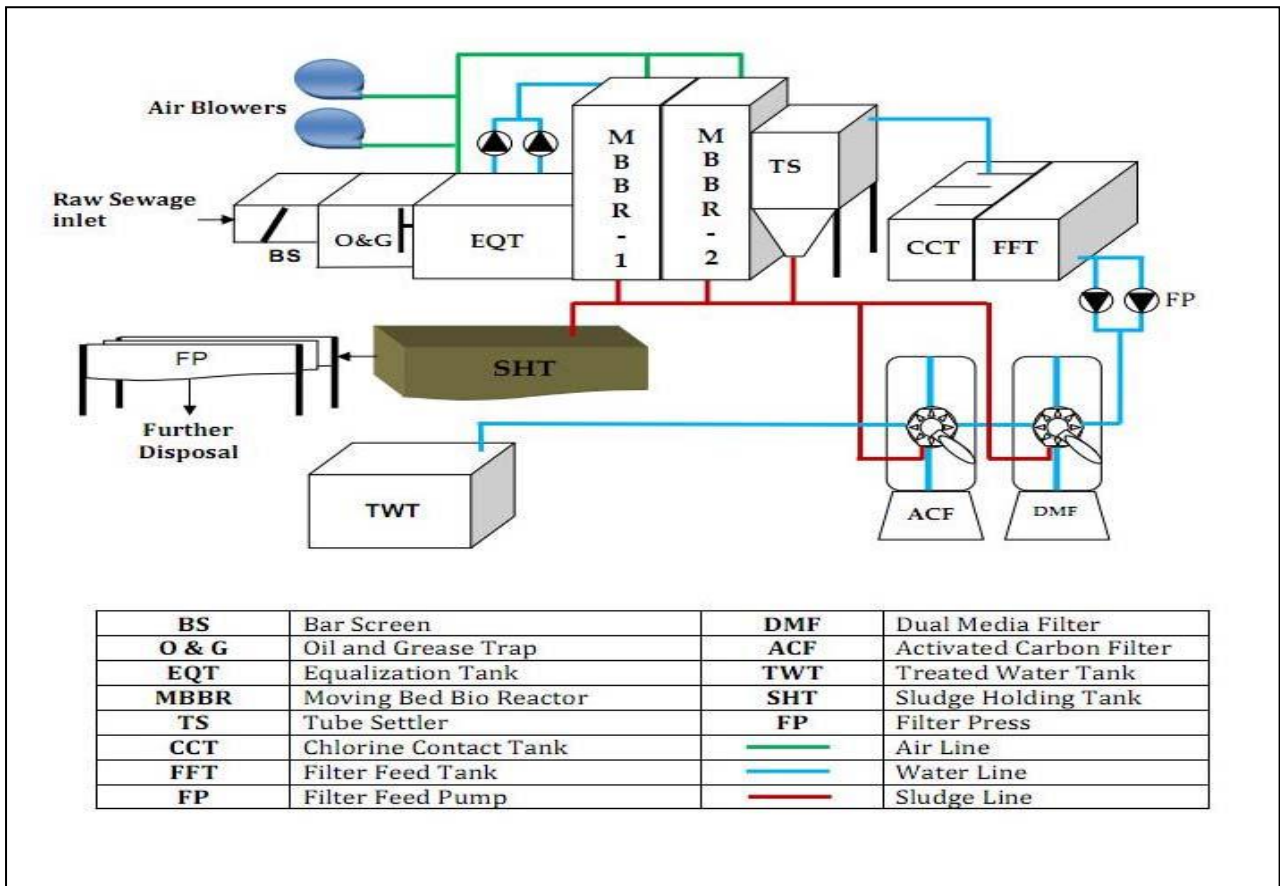 Air Blowers
Raw Sewage
inlet
BS
O&G
EQT
MBBR-1
MBBR-2
TS
CCT
FFT
FP
FP
SHT
Further
Disposal
TWT
ACF
DMF
BS Bar Screen DMF Dual Media Filter
O & G Oil and Grease Trap ACF Activated Carbon Filter
EQT Equalization Tank TWT Treated Water Tank
MBBR Moving Bed Bio Reactor SHT Sludge Holding Tank
TS Tube Settler FP Filter Press
CCT Chlorine Contact Tank Air Line
FFT Filter Feed Tank Water Line
FP Filter Feed Pump Sludge Line